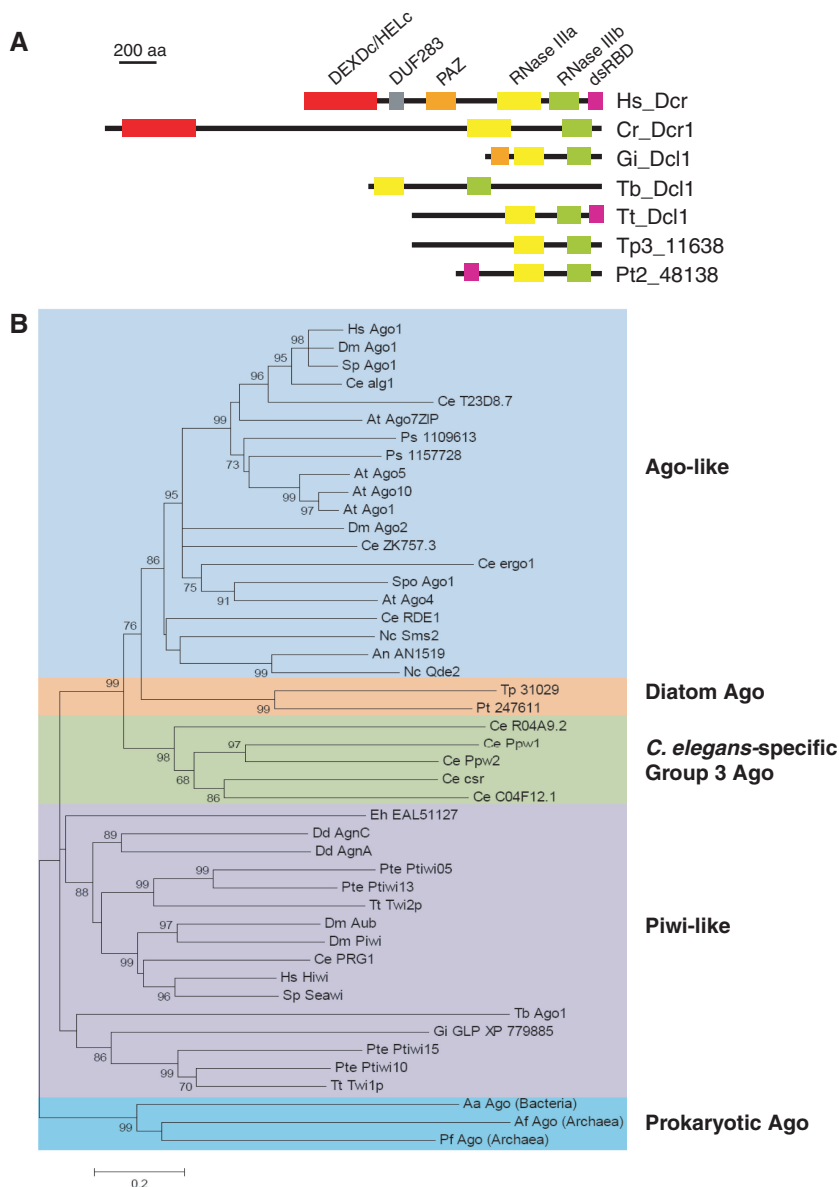 A
200 aa
DEXDc/HELc
DUF283
PAZ
RNase IIIa
RNase IIIb
dsRBD
Hs_Dcr
Cr_Dcr1
Gi_Dcl1
Tb_Dcl1
Tt_Dcl1
Tp3_11638
Pt2_48138
B
Hs Ago1
98
Dm Ago1
95
Sp Ago1
96
Ce alg1
Ce T23D8.7
99
At Ago7ZIP
Ps 1109613
73
Ps 1157728
At Ago5
99
At Ago10
97
At Ago1
95
Dm Ago2
Ce ZK757.3
86
Ce ergo1
75
Spo Ago1
91
At Ago4
Ce RDE1
76
Nc Sms2
An AN1519
99
Nc Qde2
Ago-like
99
Tp 31029
99
Pt 247611
Diatom Ago
Ce R04A9.2
98
97
Ce Ppw1
Ce Ppw2
68
Ce csr
86
Ce C04F12.1
C. elegans-specific
Group 3 Ago
Eh EAL51127
89
Dd AgnC
Dd AgnA
88
99
Pte Ptiwi05
99
Pte Ptiwi13
Tt Twi2p
97
Dm Aub
Dm Piwi
99
Ce PRG1
Hs Hiwi
96
Sp Seawi
Tb Ago1
Gi GLP XP 779885
86
Pte Ptiwi15
99
Pte Ptiwi10
70
Tt Twi1p
Piwi-like
Aa Ago (Bacteria)
99
Af Ago (Archaea)
Pf Ago (Archaea)
Prokaryotic Ago
0.2